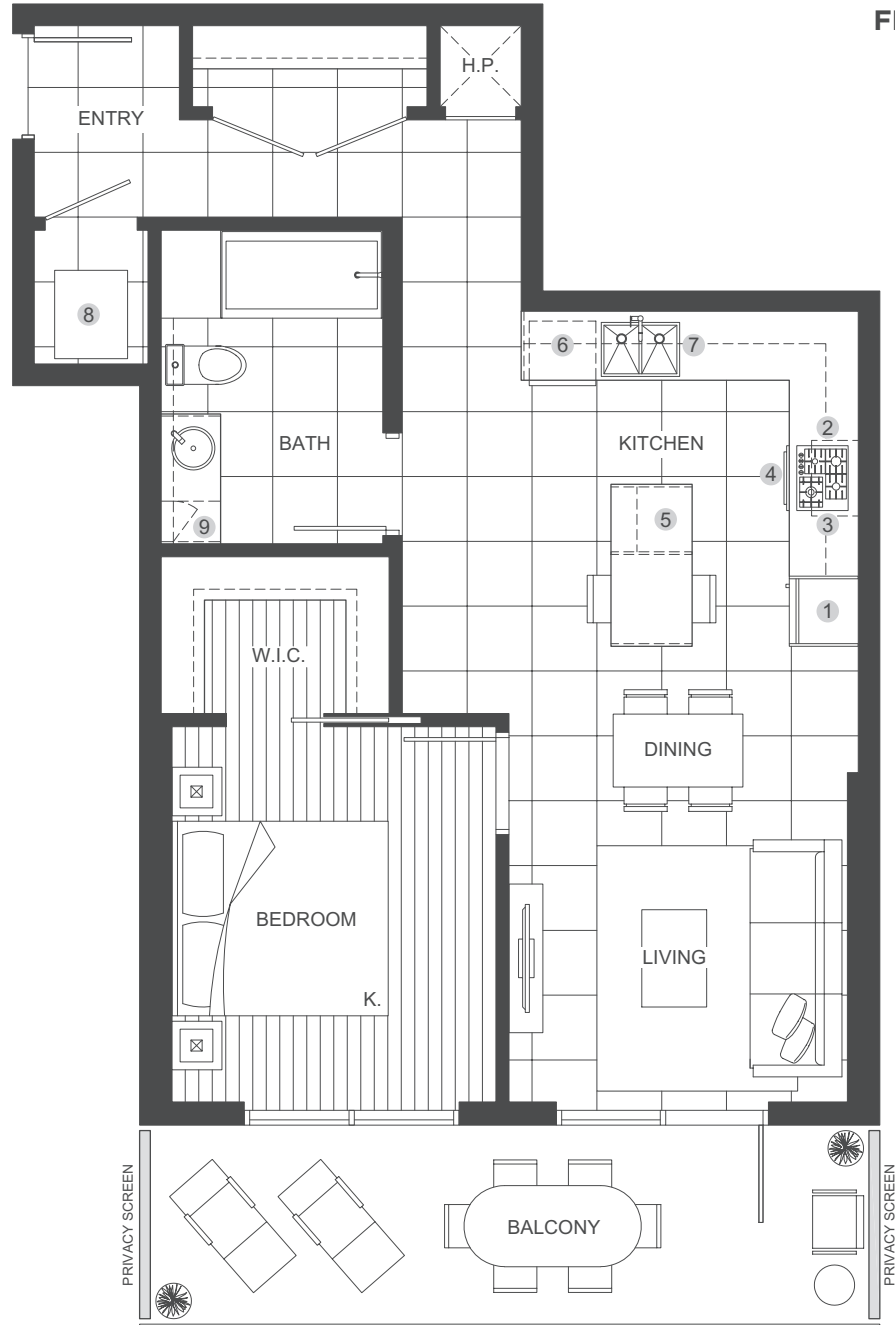 H.P.
ENTRY
8
6
7
2
BATH
KITCHEN
4
5
3
9
1
W.I.C.
DINING
BEDROOM
LIVING
K.
PRIVACY SCREEN
BALCONY
PRIVACY SCREEN